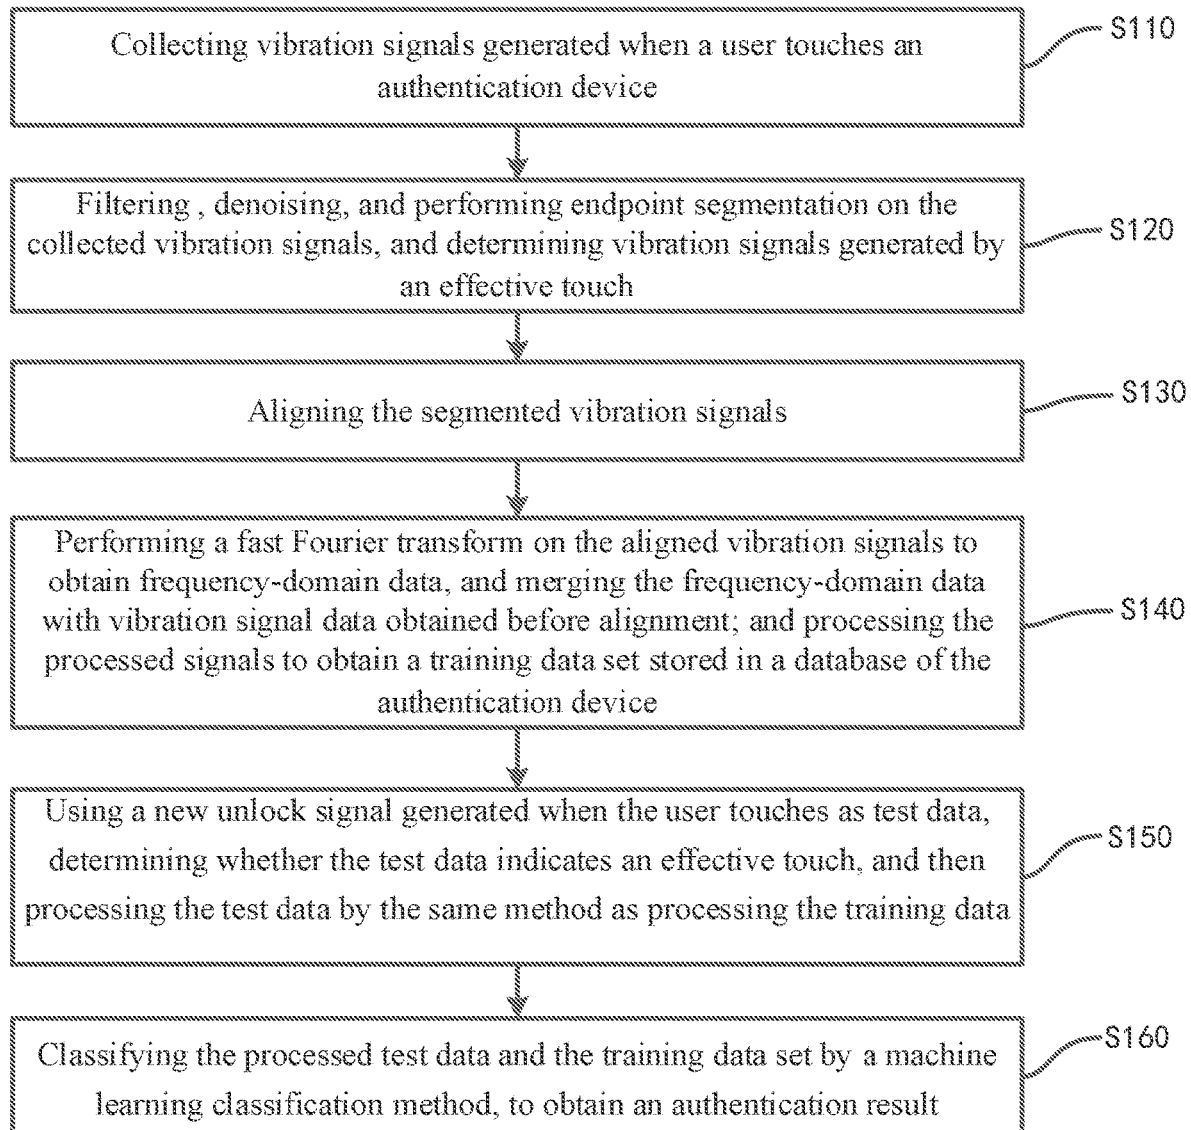 Collecting vibration signals generated when a user touches an
authentication device
S110
Filtering , denoising, and performing endpoint segmentation on the
collected vibration signals, and determining vibration signals generated by
an effective touch
S120
Aligning the segmented vibration signals
S130
Performing a fast Fourier transform on the aligned vibration signals to
obtain frequency-domain data, and merging the frequency-domain data
with vibration signal data obtained before alignment; and processing the
processed signals to obtain a training data set stored in a database of the
authentication device
S140
Using a new unlock signal generated when the user touches as test data,
determining whether the test data indicates an effective touch, and then
processing the test data by the same method as processing the training data
S150
Classifying the processed test data and the training data set by a machine
learning classification method, to obtain an authentication result
S160